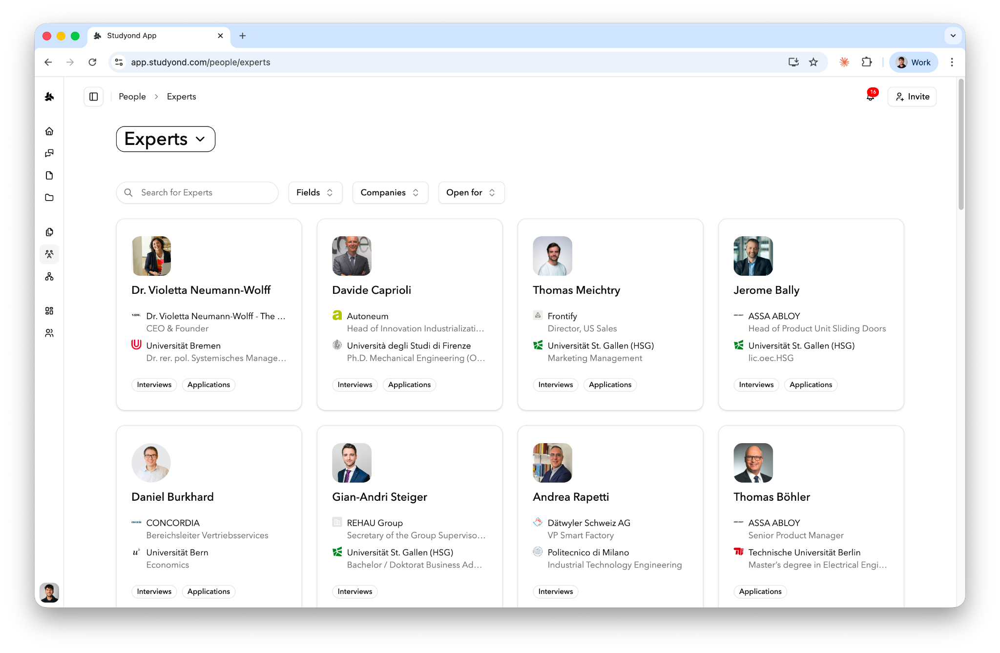 Studyond App
app.studyond.com/people/experts
Work
People
Experts
16
Invite
Experts
Search for Experts
Fields
Companies
Open for
Dr. Violetta Neumann-Wolff
vnw.
Dr. Violetta Neumann-Wolff - The …
CEO & Founder
Universität Bremen
Dr. rer. pol. Systemisches Manage…
Interviews
Applications
Davide Caprioli
Autoneum
Head of Innovation Industrializati…
Università degli Studi di Firenze
Ph.D. Mechanical Engineering (O…
Interviews
Applications
Thomas Meichtry
Frontify
Director, US Sales
Universität St. Gallen (HSG)
Marketing Management
Interviews
Applications
Jerome Bally
ASSA ABLOY
Head of Product Unit Sliding Doors
Universität St. Gallen (HSG)
lic.oec.HSG
Interviews
Applications
Daniel Burkhard
CONCORDIA
Bereichsleiter Vertriebsservices
Universität Bern
Economics
Interviews
Applications
Gian-Andri Steiger
REHAU Group
Secretary of the Group Superviso…
Universität St. Gallen (HSG)
Bachelor / Doktorat Business Ad…
Interviews
Andrea Rapetti
Dätwyler Schweiz AG
VP Smart Factory
Politecnico di Milano
Industrial Technology Engineering
Interviews
Thomas Böhler
ASSA ABLOY
Senior Product Manager
Technische Universität Berlin
Master's degree in Electrical Engi…
Applications